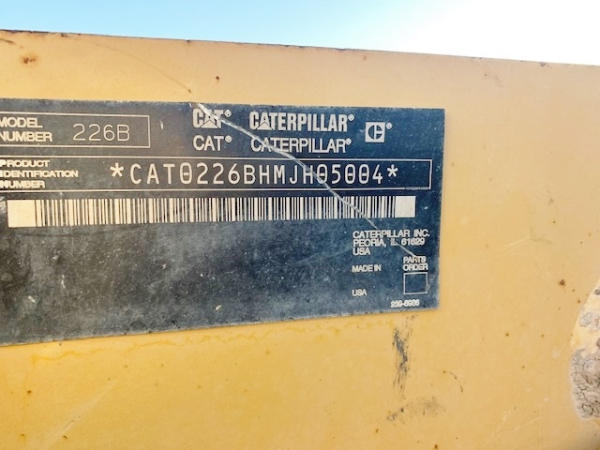 MODEL
NUMBER 226B
CAT® CATERPILLAR®
CAT® CATERPILLAR®
PRODUCT
IDENTIFICATION
NUMBER
*CAT0226BHMJH05004*
CATERPILLAR INC.
PEORIA, IL 61629
USA
MADE IN
PARTS
ORDER
USA